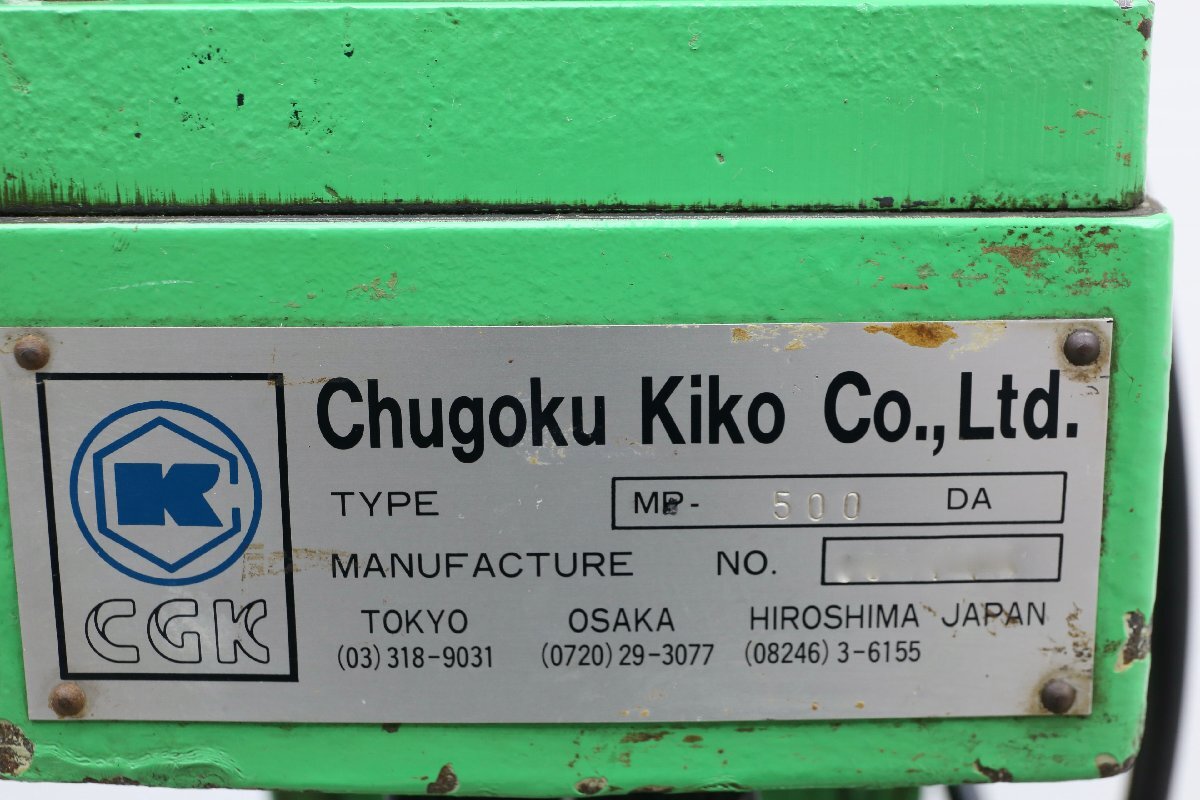 Chugoku Kiko Co.,Ltd.
K
CGK
TYPE MP- 500 DA
MANUFACTURE NO.
TOKYO OSAKA HIROSHIMA JAPAN
(03)318-9031 (0720)29-3077 (08246)3-6155